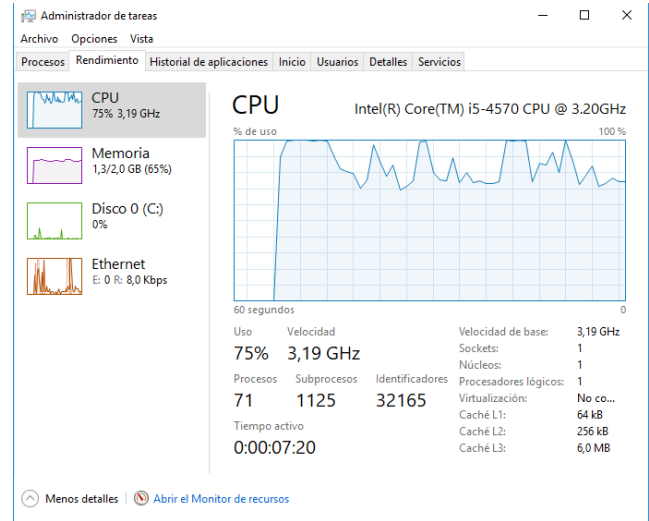 Administrador de tareas
Archivo Opciones Vista
Procesos Rendimiento Historial de aplicaciones Inicio Usuarios Detalles Servicios
CPU
75% 3,19 GHz
Memoria
1,3/2,0 GB (65%)
Disco 0 (C:)
0%
Ethernet
E: 0 R: 8,0 Kbps
CPU Intel(R) Core(TM) i5-4570 CPU @ 3.20GHz
% de uso 100 %
60 segundos 0
Uso Velocidad
75% 3,19 GHz
Procesos Subprocesos Identificadores
71 1125 32165
Tiempo activo
0:00:07:20
Velocidad de base: 3,19 GHz
Sockets: 1
Núcleos: 1
Procesadores lógicos: 1
Virtualización: No co...
Caché L1: 64 kB
Caché L2: 256 kB
Caché L3: 6,0 MB
Menos detalles Abrir el Monitor de recursos